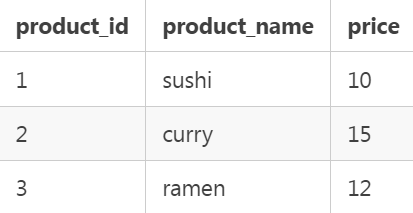 product_id product_name price
1 sushi 10
2 curry 15
3 ramen 12